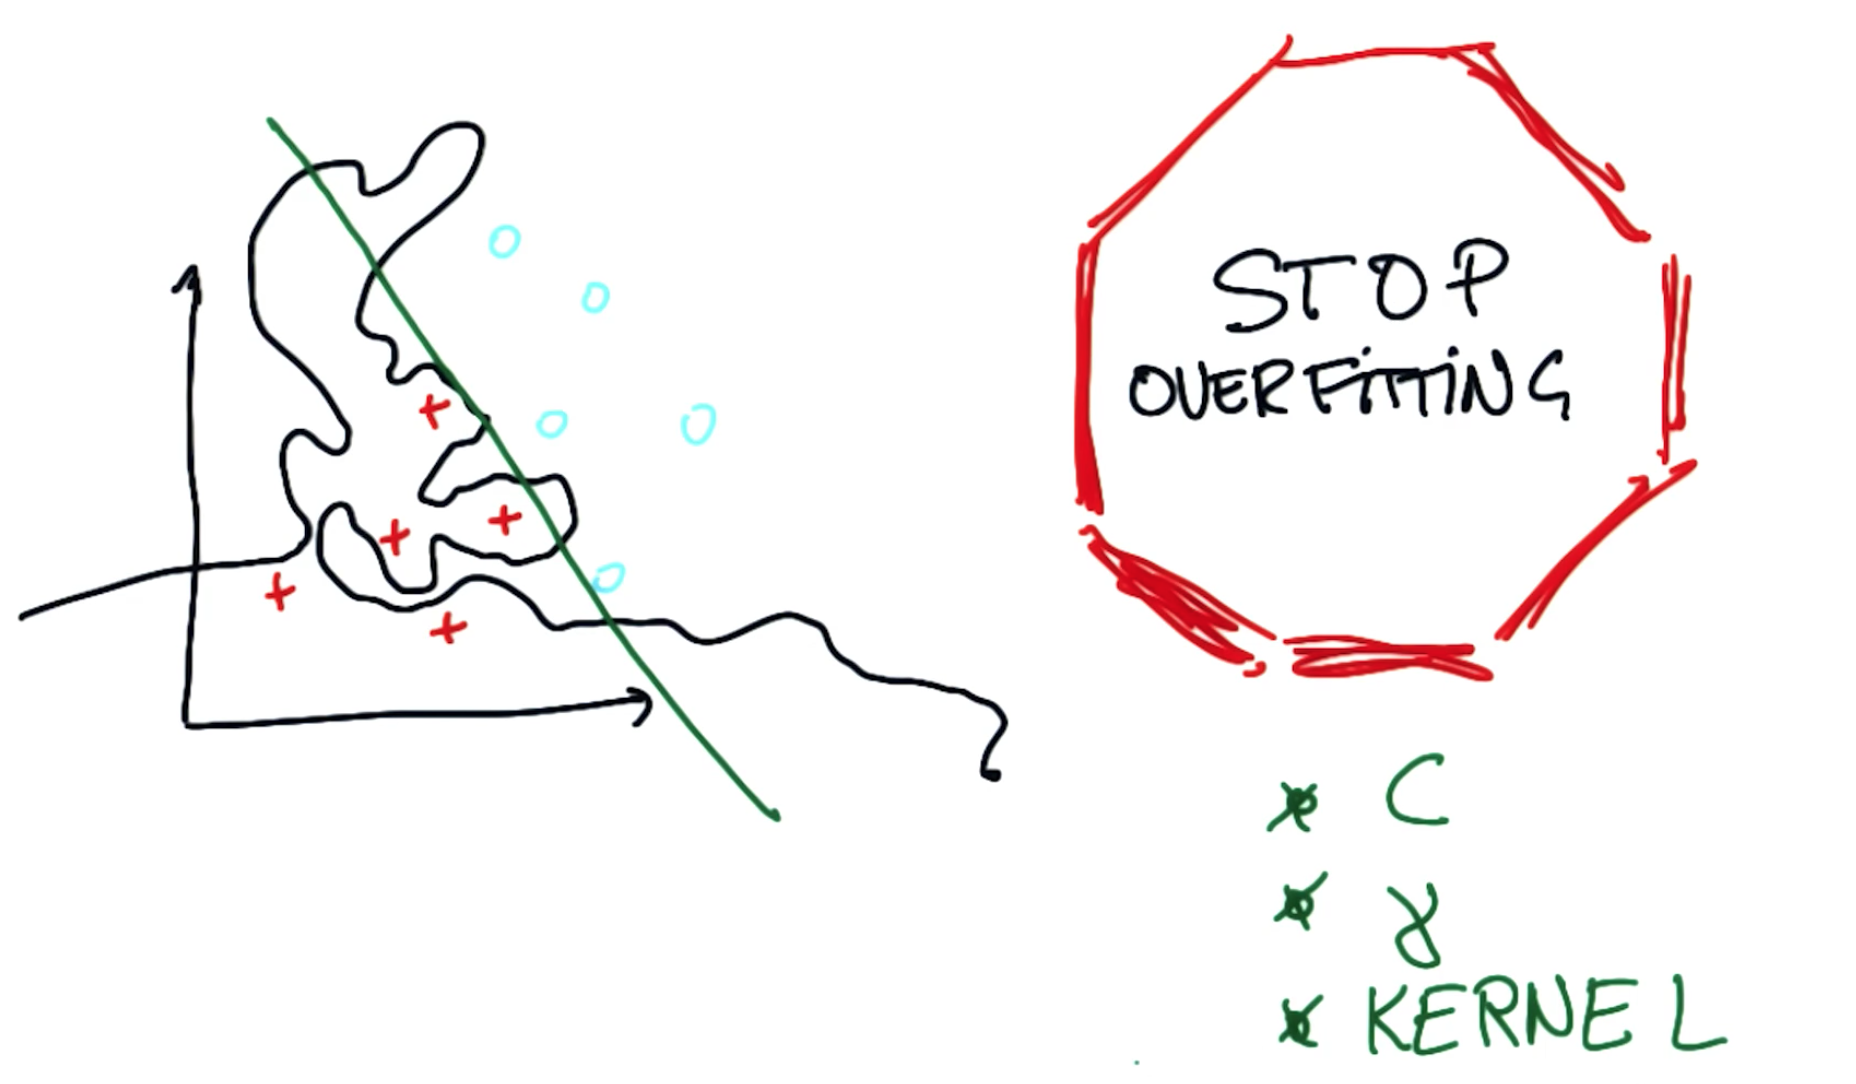 STOP
OVERFITTING
* C
* γ
* KERNEL